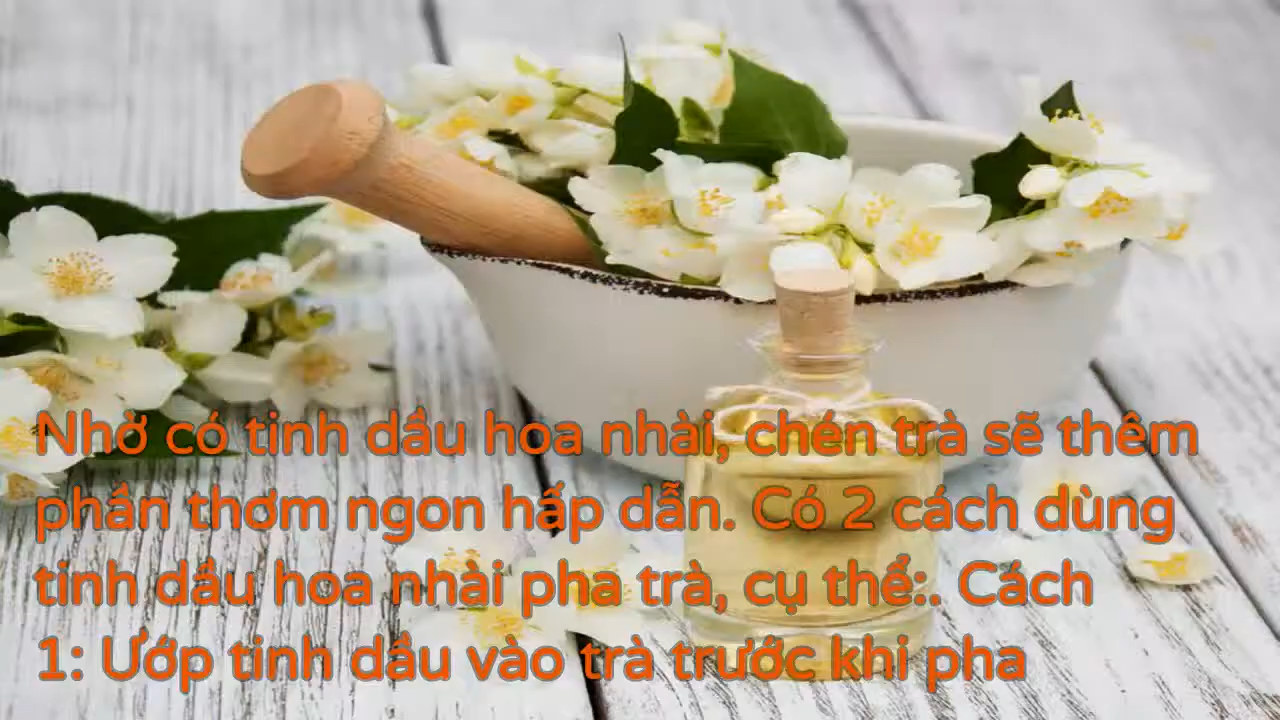 Nhờ có tinh dầu hoa nhài, chén trà sẽ thêm
phần thơm ngon hấp dẫn. Có 2 cách dùng
tinh dầu hoa nhài pha trà, cụ thể:. Cách
1: Ướp tinh dầu vào trà trước khi pha